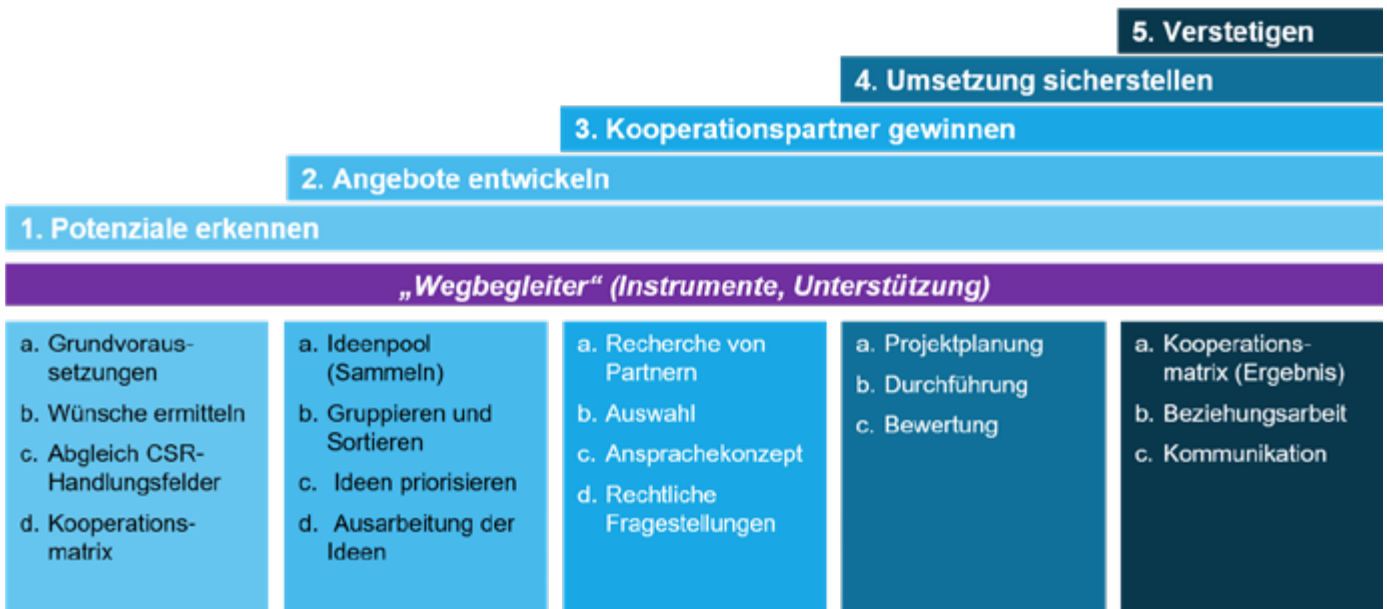 5. Verstetigen
4. Umsetzung sicherstellen
3. Kooperationspartner gewinnen
2. Angebote entwickeln
1. Potenziale erkennen
„Wegbegleiter“ (Instrumente, Unterstützung)
a. Grundvoraus-
setzungen
b. Wünsche ermitteln
c. Abgleich CSR-
Handlungsfelder
d. Kooperations-
matrix
a. Ideenpool
(Sammeln)
b. Gruppieren und
Sortieren
c. Ideen priorisieren
d. Ausarbeitung der
Ideen
a. Recherche von
Partnern
b. Auswahl
c. Ansprachekonzept
d. Rechtliche
Fragestellungen
a. Projektplanung
b. Durchführung
c. Bewertung
a. Kooperations-
matrix (Ergebnis)
b. Beziehungsarbeit
c. Kommunikation